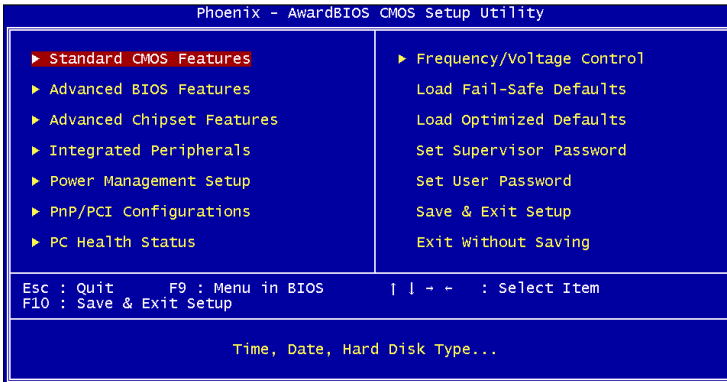 Phoenix - AwardBIOS CMOS Setup Utility
▶ Standard CMOS Features
▶ Advanced BIOS Features
▶ Advanced Chipset Features
▶ Integrated Peripherals
▶ Power Management Setup
▶ PnP/PCI Configurations
▶ PC Health Status
▶ Frequency/Voltage Control
Load Fail-Safe Defaults
Load Optimized Defaults
Set Supervisor Password
Set User Password
Save & Exit Setup
Exit Without Saving
Esc : Quit F9 : Menu in BIOS ↑ ↓ → ← : Select Item
F10 : Save & Exit Setup
Time, Date, Hard Disk Type...